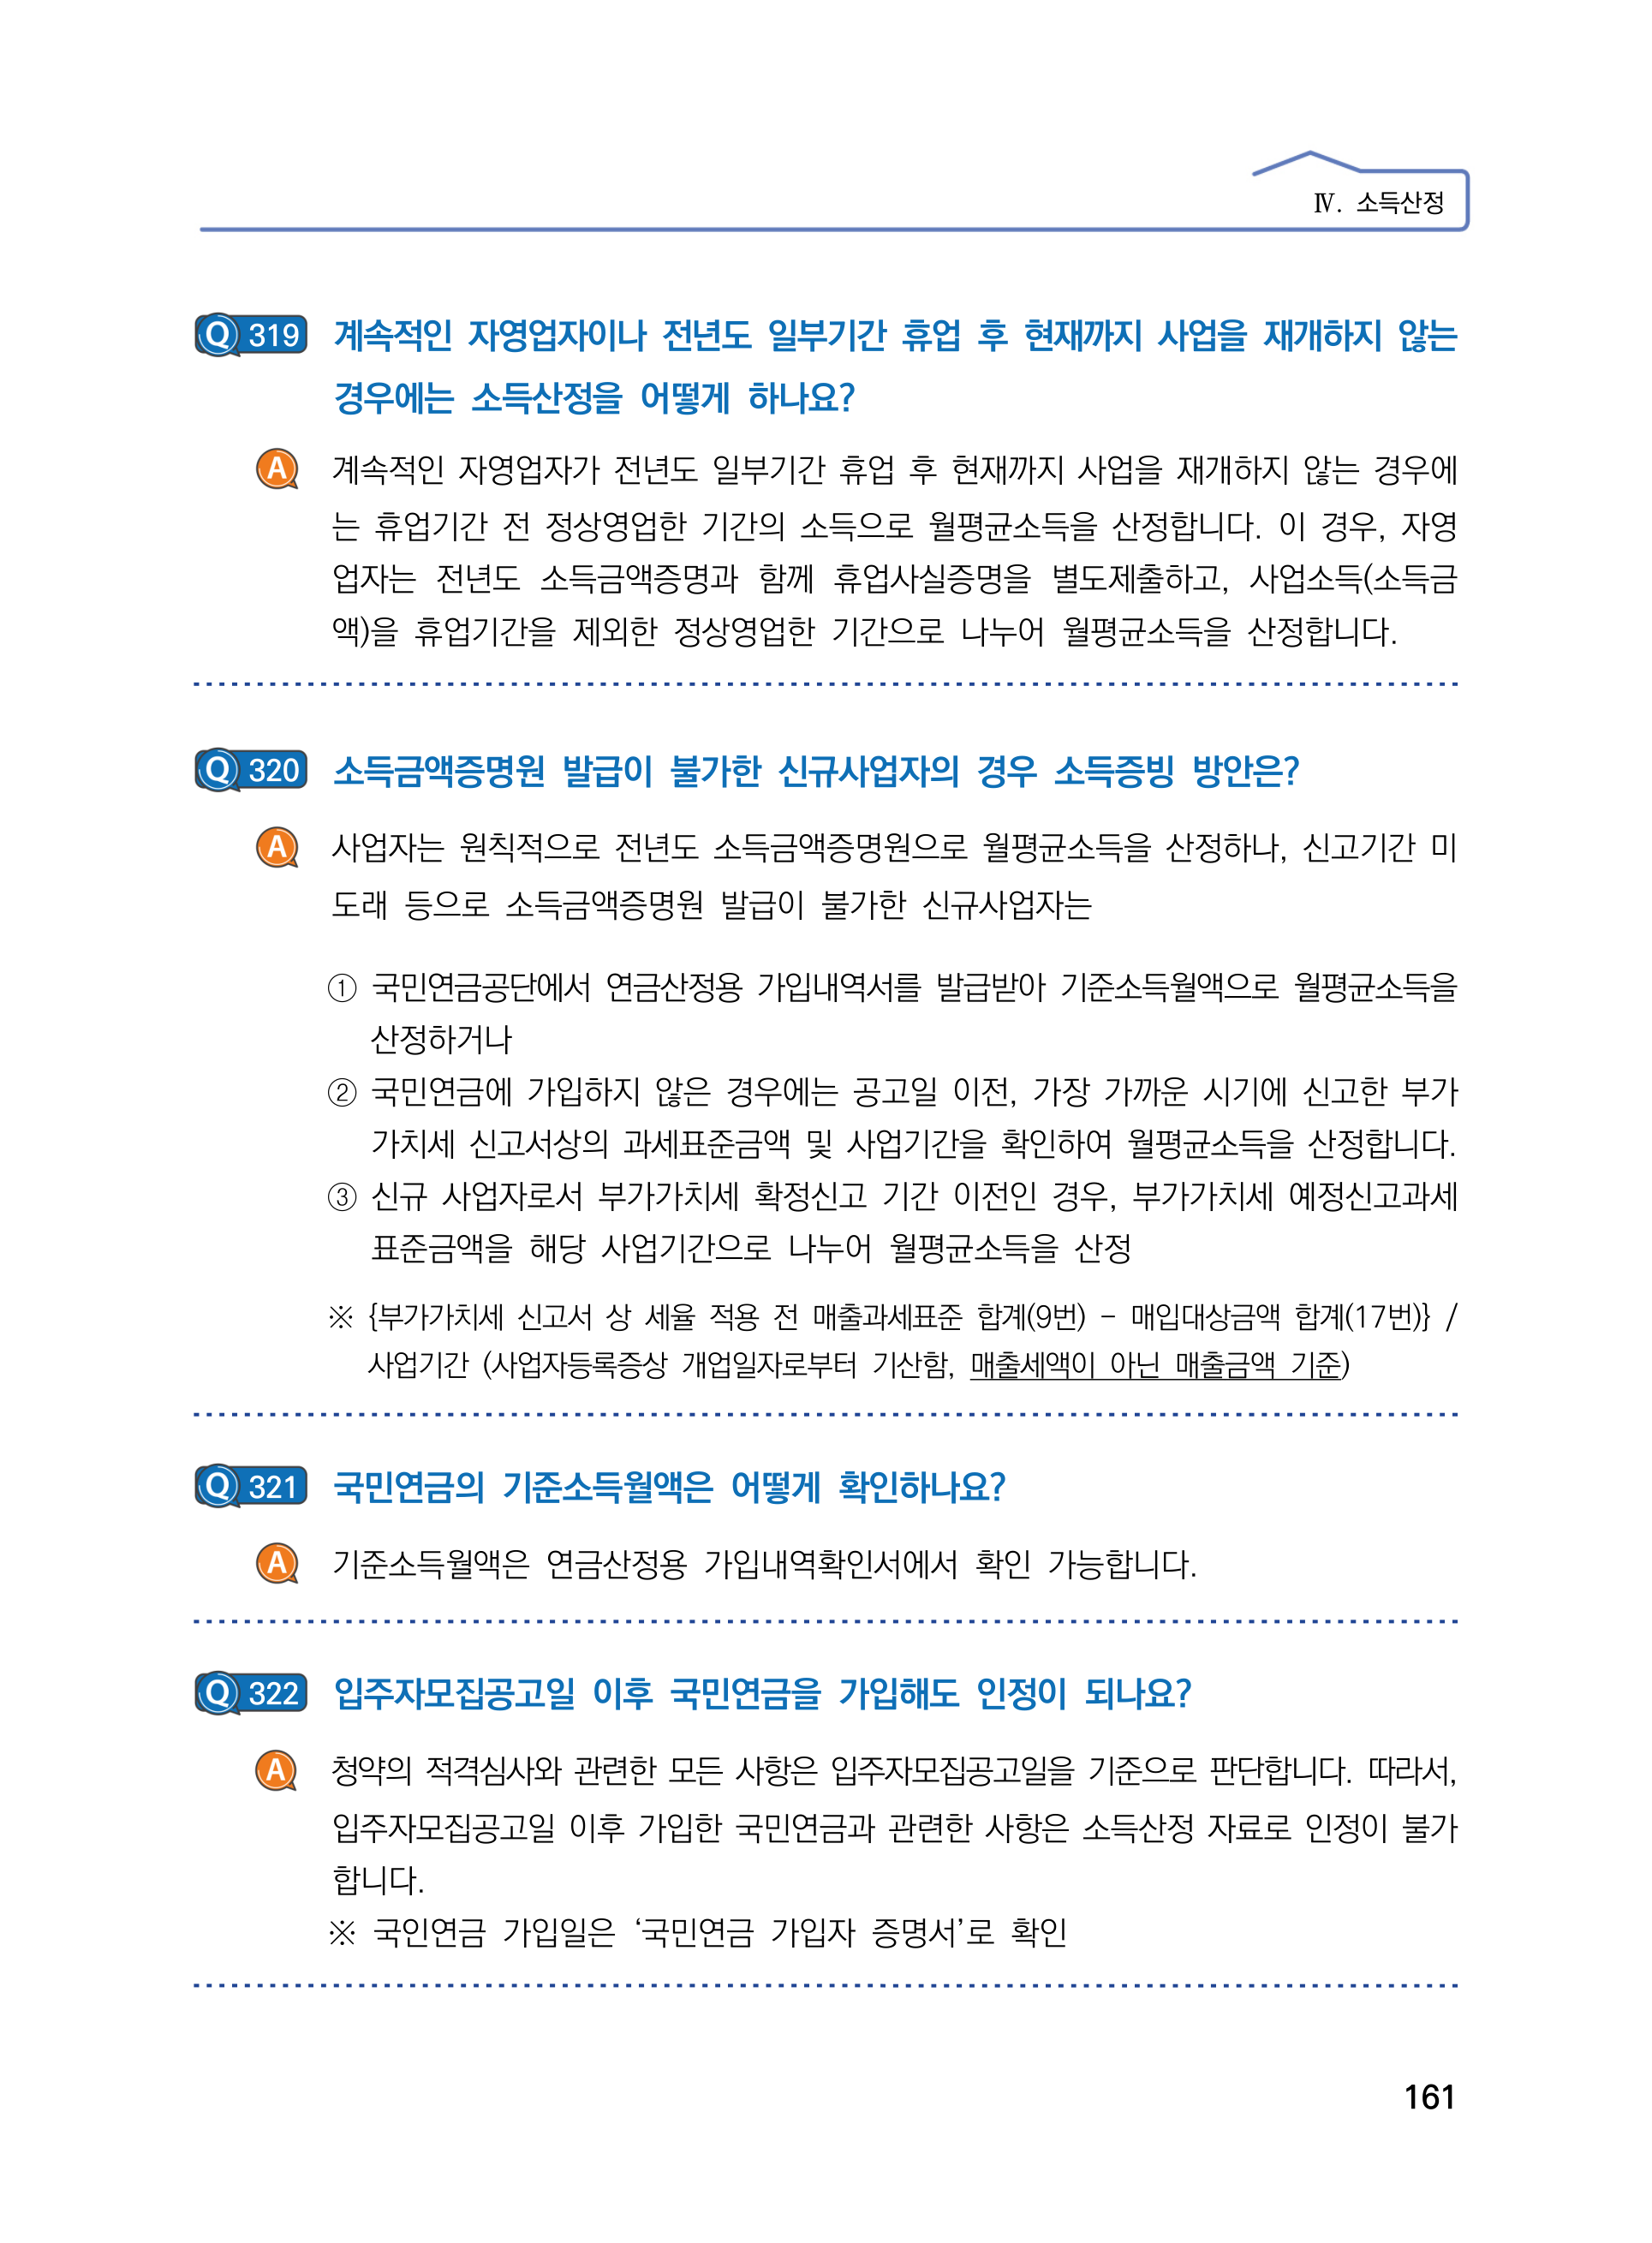 Ⅳ. 소득산정
Q 319 계속적인 자영업자이나 전년도 일부기간 휴업 후 현재까지 사업을 재개하지 않는
경우에는 소득산정을 어떻게 하나요?
A 계속적인 자영업자가 전년도 일부기간 휴업 후 현재까지 사업을 재개하지 않는 경우에
는 휴업기간 전 정상영업한 기간의 소득으로 월평균소득을 산정합니다. 이 경우, 자영
업자는 전년도 소득금액증명과 함께 휴업사실증명을 별도제출하고, 사업소득(소득금
액)을 휴업기간을 제외한 정상영업한 기간으로 나누어 월평균소득을 산정합니다.
Q 320 소득금액증명원 발급이 불가한 신규사업자의 경우 소득증빙 방안은?
A 사업자는 원칙적으로 전년도 소득금액증명원으로 월평균소득을 산정하나, 신고기간 미
도래 등으로 소득금액증명원 발급이 불가한 신규사업자는
① 국민연금공단에서 연금산정용 가입내역서를 발급받아 기준소득월액으로 월평균소득을
산정하거나
② 국민연금에 가입하지 않은 경우에는 공고일 이전, 가장 가까운 시기에 신고한 부가
가치세 신고서상의 과세표준금액 및 사업기간을 확인하여 월평균소득을 산정합니다.
③ 신규 사업자로서 부가가치세 확정신고 기간 이전인 경우, 부가가치세 예정신고과세
표준금액을 해당 사업기간으로 나누어 월평균소득을 산정
※ {부가가치세 신고서 상 세율 적용 전 매출과세표준 합계(9번) - 매입대상금액 합계(17번)} /
사업기간 (사업자등록증상 개업일자로부터 기산함, 매출세액이 아닌 매출금액 기준)
Q 321 국민연금의 기준소득월액은 어떻게 확인하나요?
A 기준소득월액은 연금산정용 가입내역확인서에서 확인 가능합니다.
Q 322 입주자모집공고일 이후 국민연금을 가입해도 인정이 되나요?
A 청약의 적격심사와 관련한 모든 사항은 입주자모집공고일을 기준으로 판단합니다. 따라서,
입주자모집공고일 이후 가입한 국민연금과 관련한 사항은 소득산정 자료로 인정이 불가
합니다.
※ 국인연금 가입일은 ‘국민연금 가입자 증명서’로 확인
161